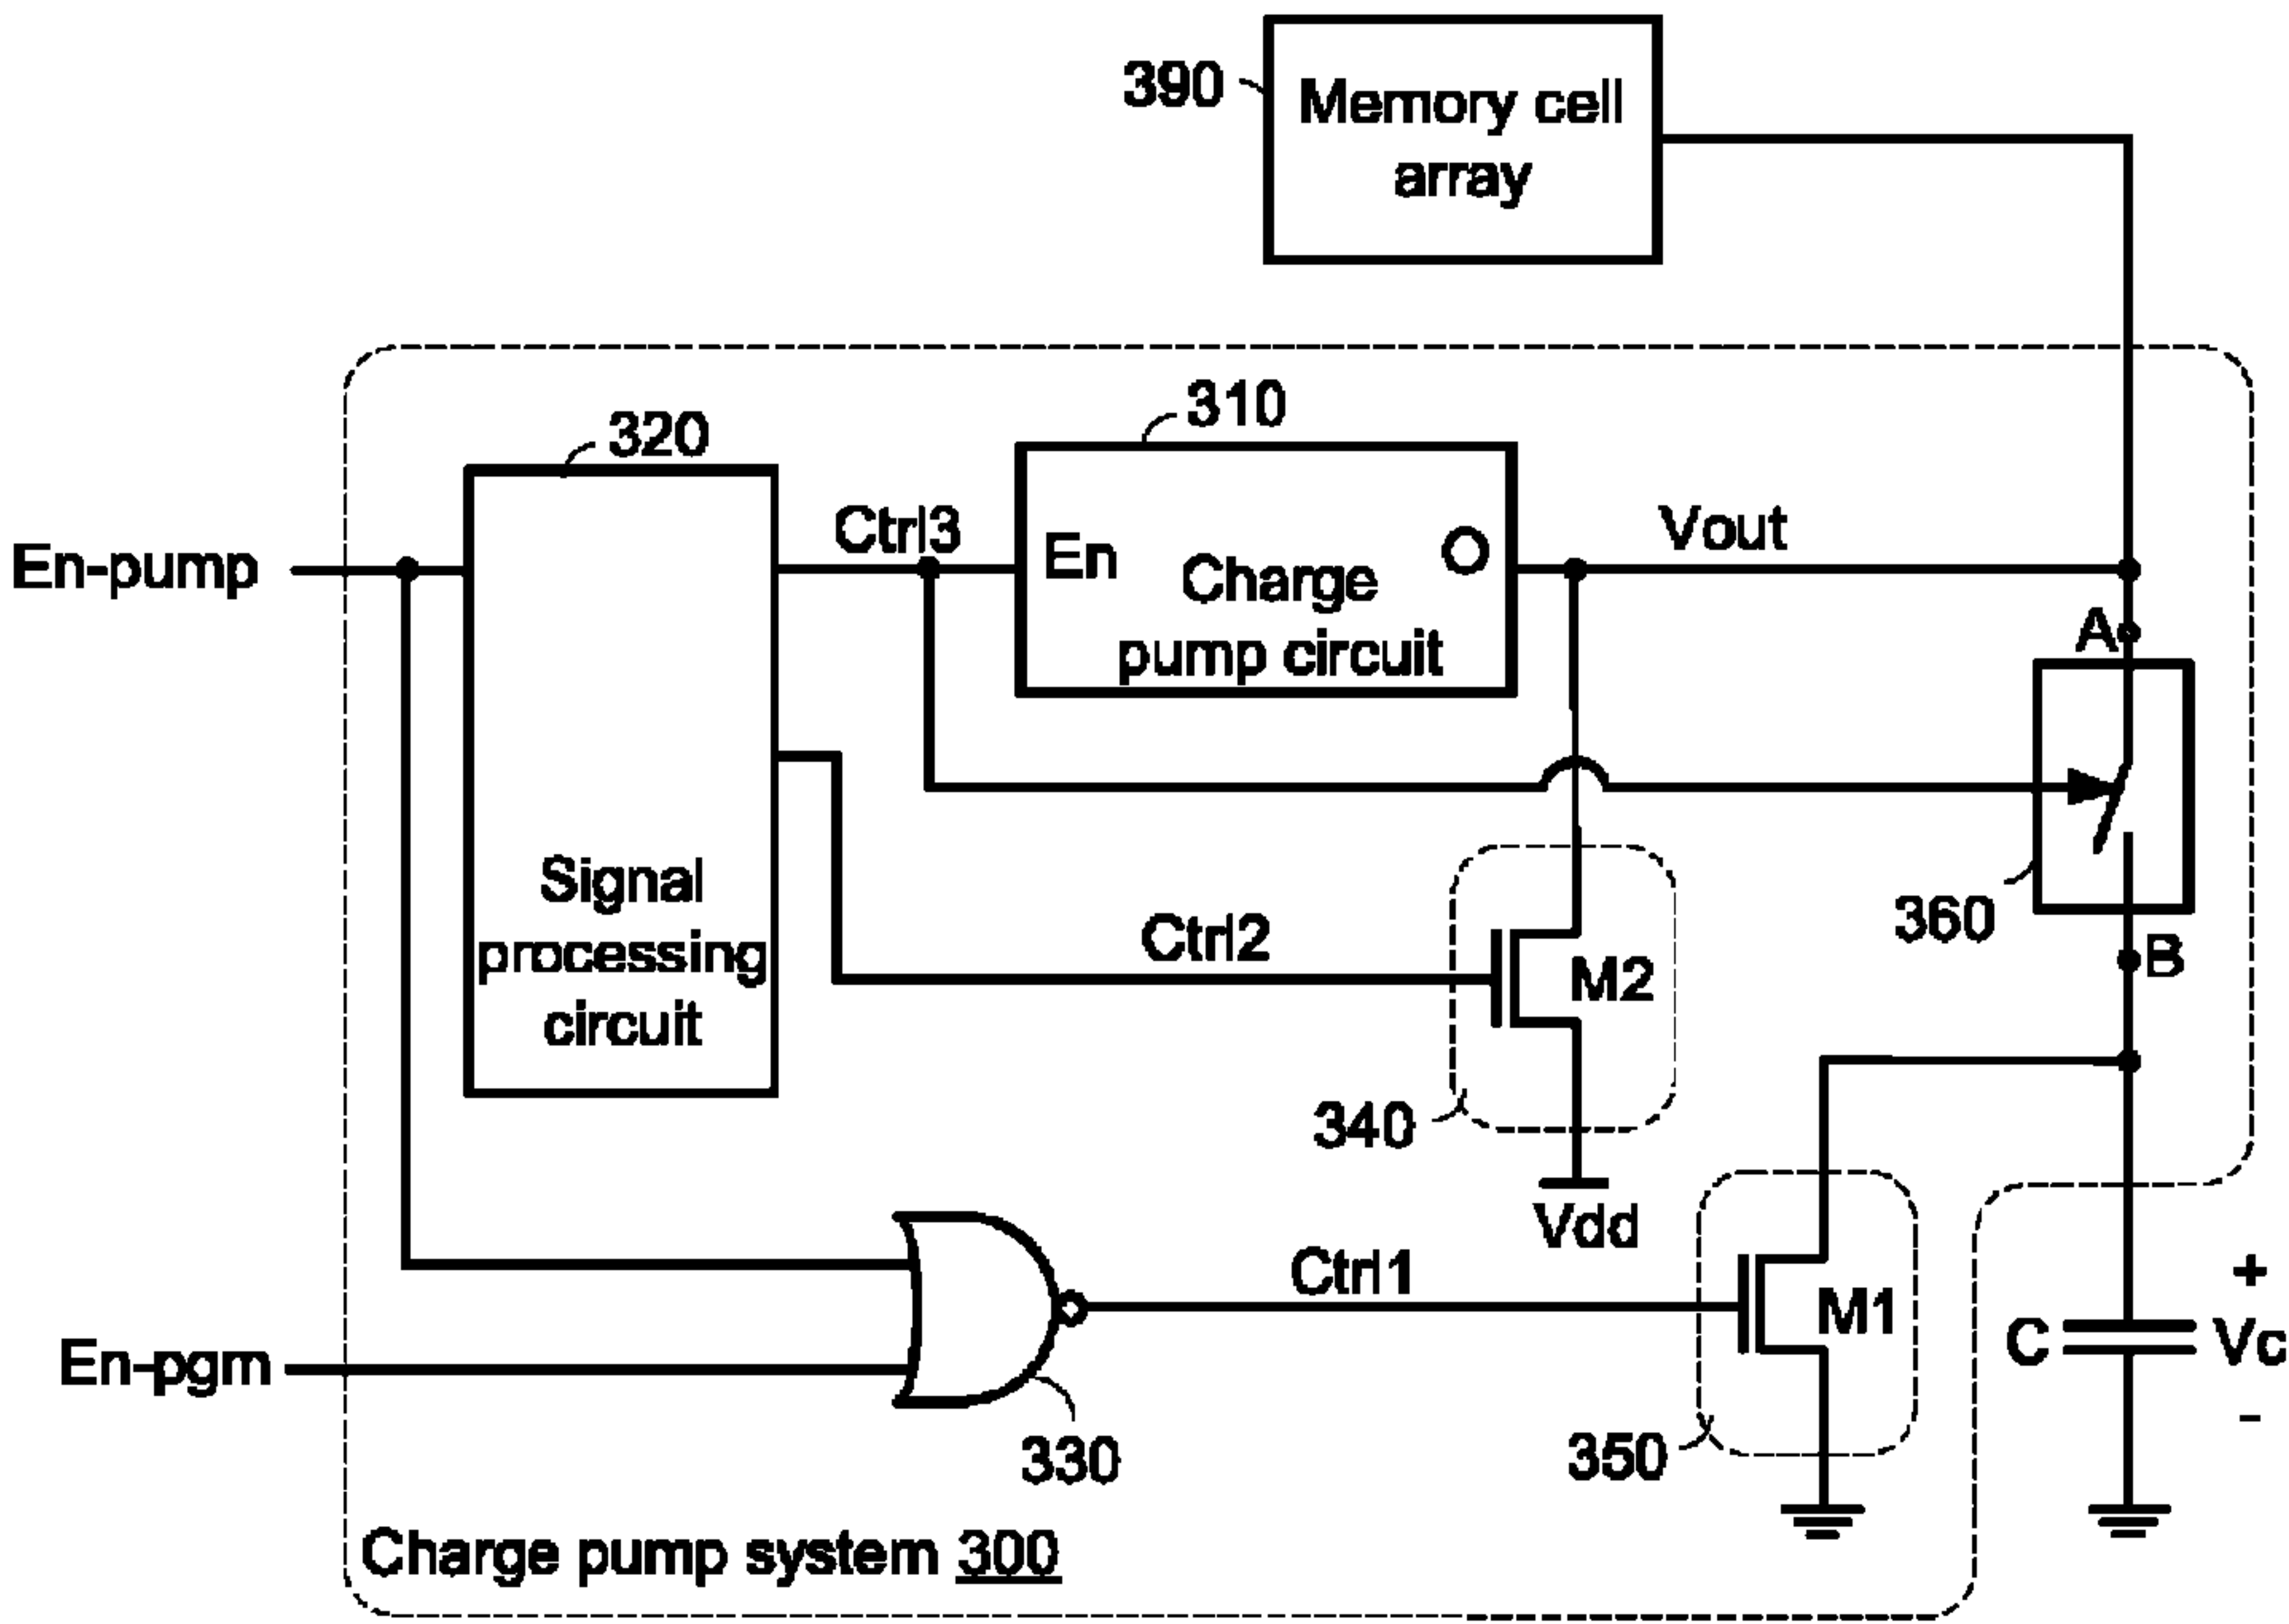 390
Memory cell
array
310
320
Ctrl3
Vout
En
O
En-pump
Charge
pump circuit
A
Signal
processing
circuit
Ctrl2
M2
360
B
340
Vdd
Ctrl1
M1
C
+
Vc
-
En-pgm
330
350
Charge pump system 300